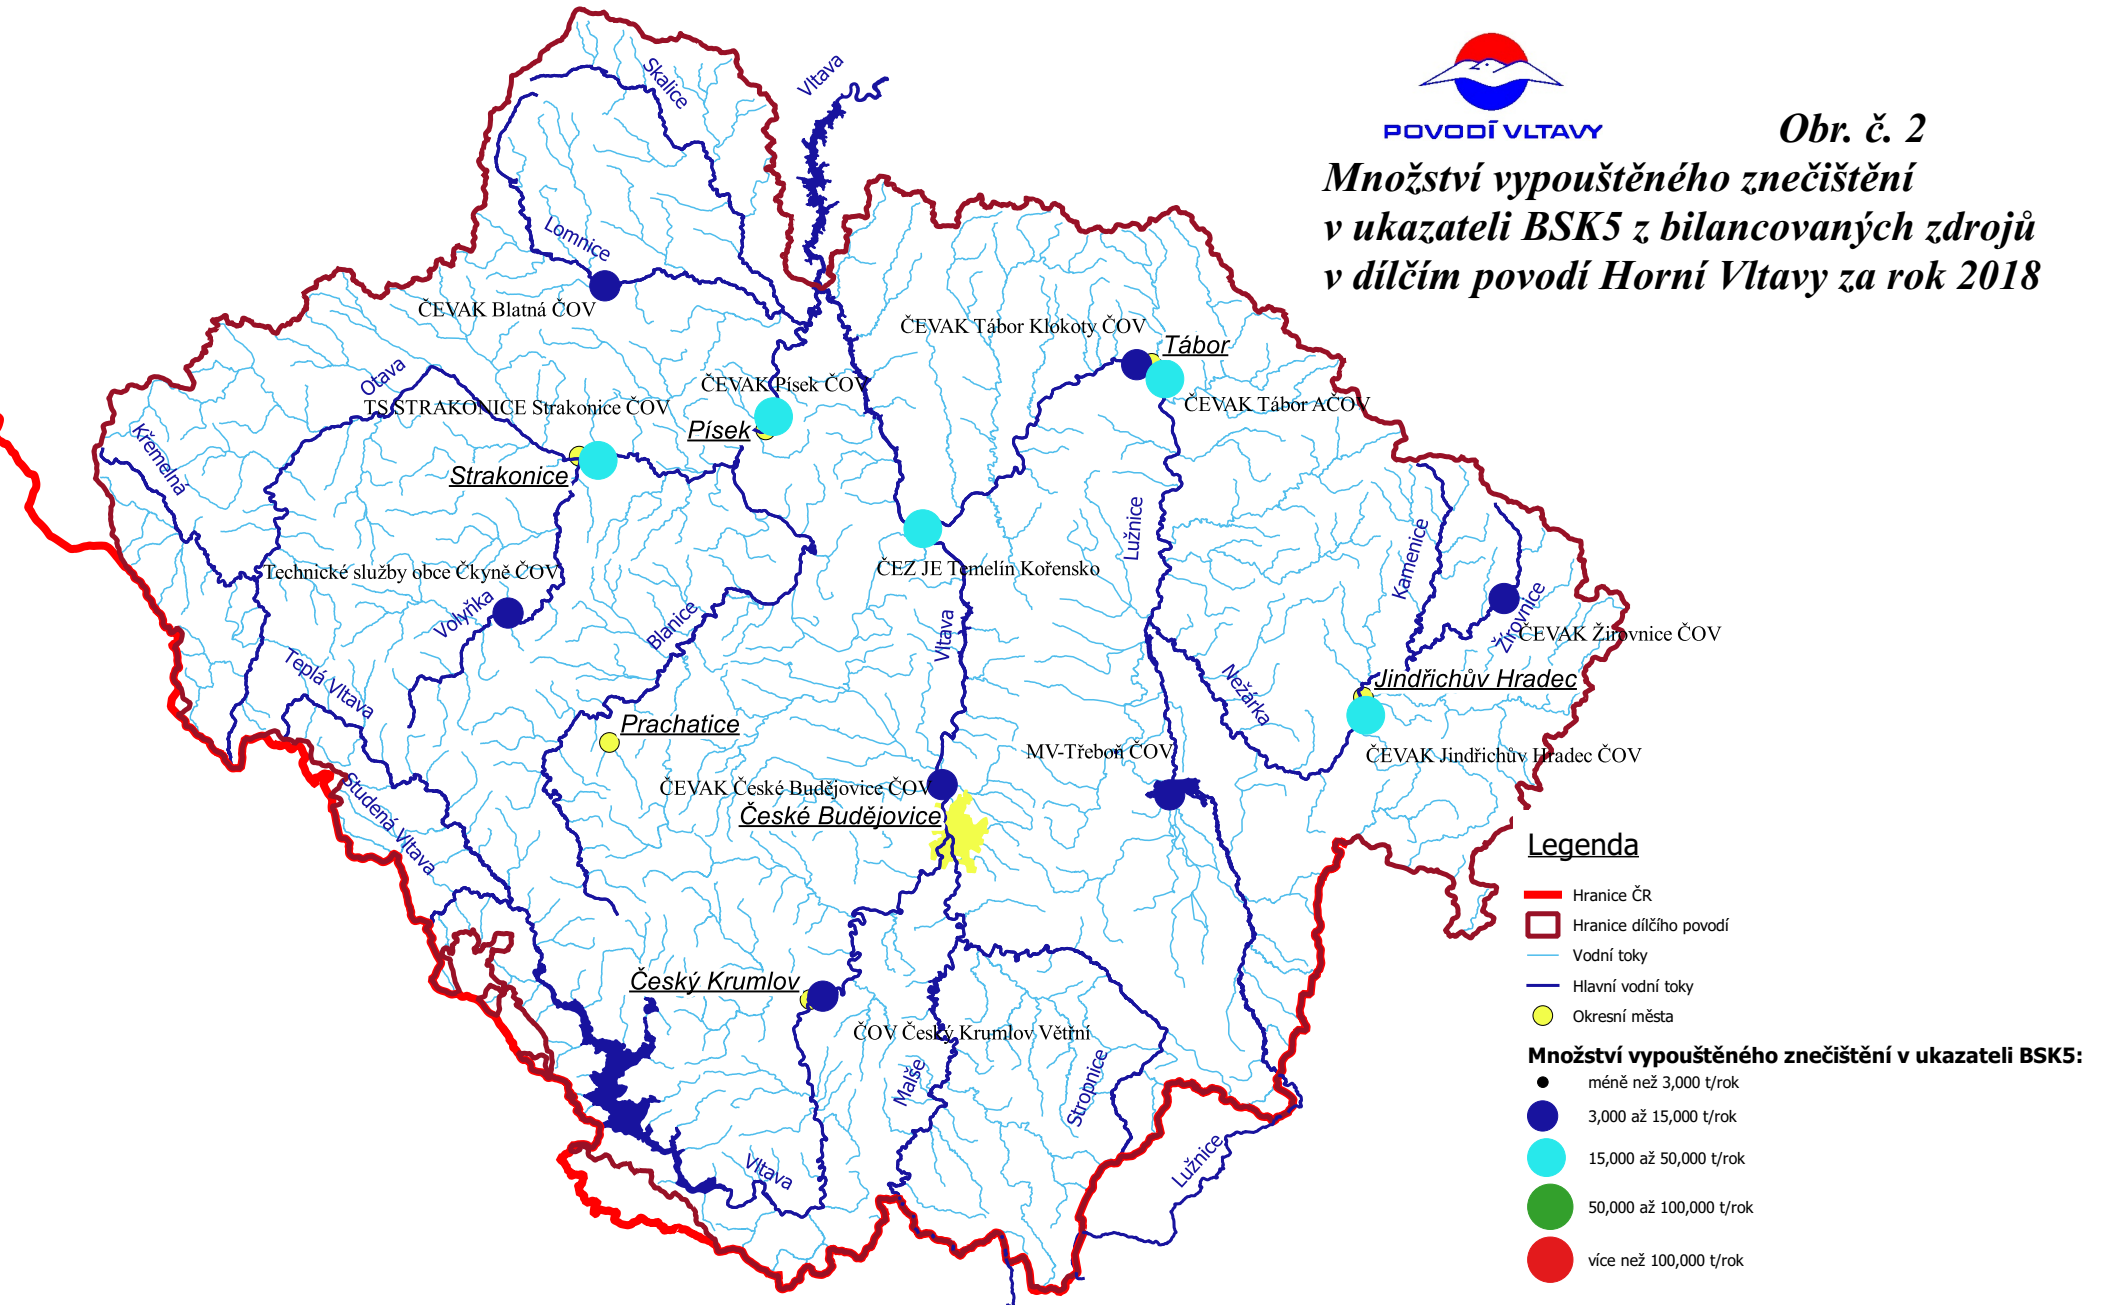 POVODÍ VLTAVY
Obr. č. 2
Množství vypouštěného znečištění
v ukazateli BSK5 z bilancovaných zdrojů
v dílčím povodí Horní Vltavy za rok 2018
Skalice
Vltava
Lomnice
ČEVAK Blatná ČOV
ČEVAK Tábor Klokoty ČOV
Tábor
Otava
ČEVAK Písek ČOV
TS STRAKONICE Strakonice ČOV
ČEVAK Tábor AČOV
Písek
Křemelná
Strakonice
Lužnice
Kamenice
Technické služby obce Čkyně ČOV
ČEZ JE Temelín Kořensko
Volyňka
Blanice
Vltava
Žirovnice
ČEVAK Žirovnice ČOV
Teplá Vltava
Nežárka
Jindřichův Hradec
Prachatice
MV-Třeboň ČOV
ČEVAK Jindřichův Hradec ČOV
ČEVAK České Budějovice ČOV
České Budějovice
Studená Vltava
Český Krumlov
ČOV Český Krumlov Větřní
Malše
Stropnice
Vltava
Lužnice
Legenda
Hranice ČR
Hranice dílčího povodí
Vodní toky
Hlavní vodní toky
Okresní města
Množství vypouštěného znečištění v ukazateli BSK5:
méně než 3,000 t/rok
3,000 až 15,000 t/rok
15,000 až 50,000 t/rok
50,000 až 100,000 t/rok
více než 100,000 t/rok